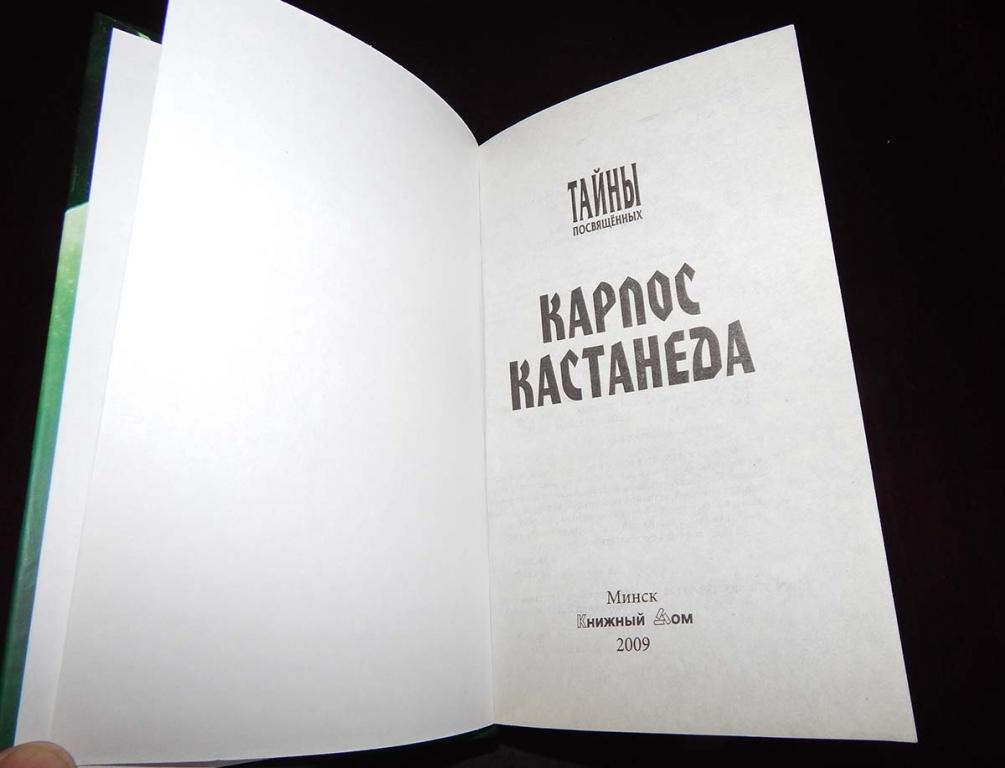 ТАЙНЫ
ПОСВЯЩЁННЫХ
КАРЛОС
КАСТАНЕДА
Минск
Книжный Дом
2009